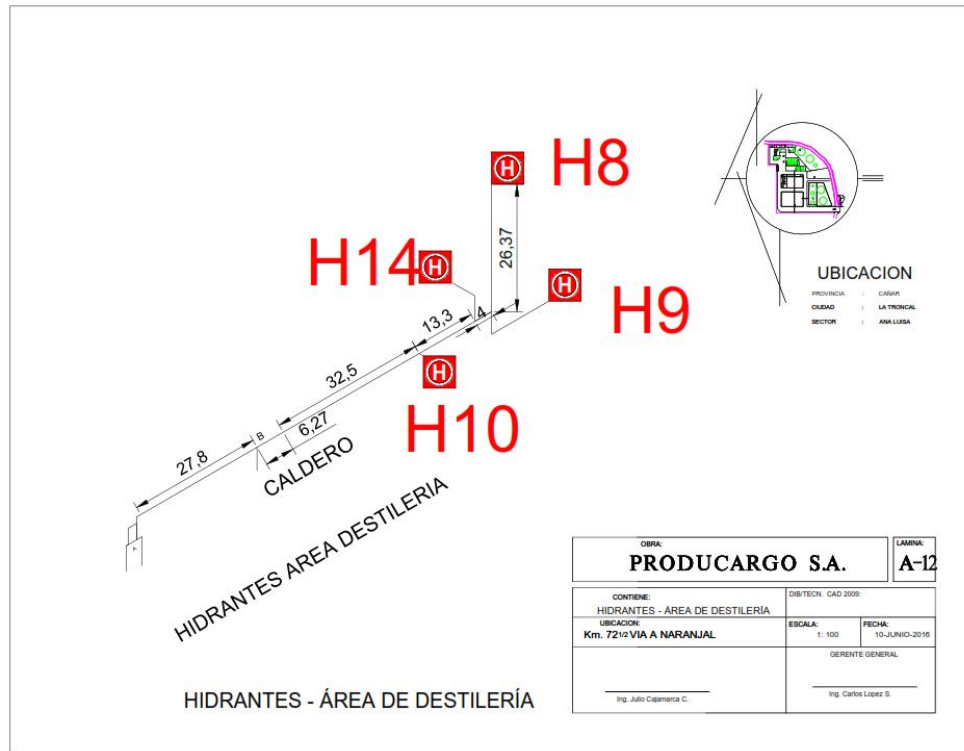 H
H8
H14
H
26,37
H
H9
13,3
4
32,5
H
H10
6,27
B
27,8
CALDERO
A
HIDRANTES AREA DESTILERIA
HIDRANTES - ÁREA DE DESTILERÍA
UBICACION
PROVINCIA : CAÑAR
CIUDAD : LA TRONCAL
SECTOR : ANA LUISA
OBRA:
PRODUCARGO S.A.
LAMINA:
A-12
CONTIENE:
HIDRANTES - ÁREA DE DESTILERÍA
DIB/TECN. CAD 2009:
UBICACION:
Km. 72 1/2 VIA A NARANJAL
ESCALA:
1: 100
FECHA:
10-JUNIO-2016
GERENTE GENERAL
Ing. Julio Cajamarca C.
Ing. Carlos Lopez S.